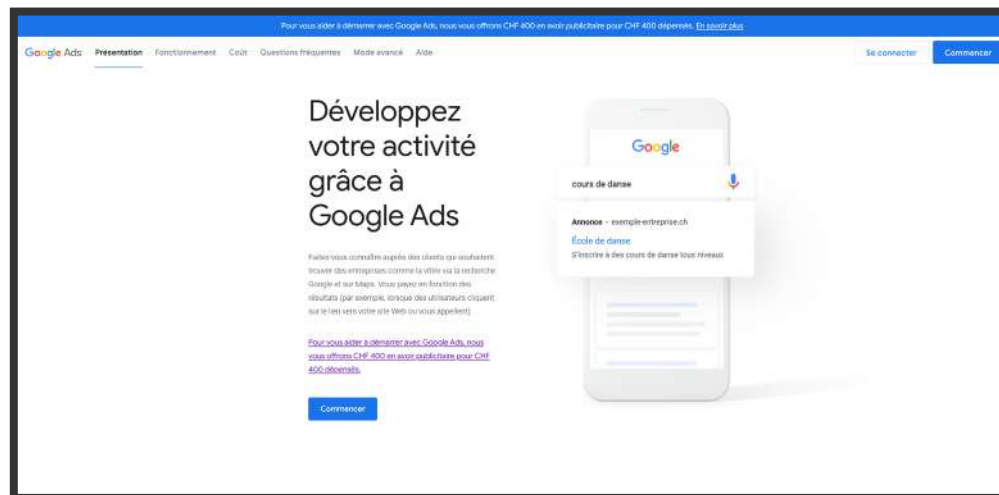 Pour vous aider à démarrer avec Google Ads, nous vous offrons CHF 400 en avoir publicitaire pour CHF 400 dépensés. En savoir plus
Google Ads Présentation Fonctionnement Coût Questions fréquentes Mode avancé Aide Se connecter Commencer
Développez
votre activité
grâce à
Google Ads
Faites-vous connaître auprès des clients qui souhaitent
trouver des entreprises comme la vôtre via la recherche
Google et sur Maps. Vous payez en fonction des
résultats (par exemple, lorsque des utilisateurs cliquent
sur le lien vers votre site Web ou vous appellent)
Pour vous aider à démarrer avec Google Ads, nous
vous offrons CHF 400 en avoir publicitaire pour CHF
400 dépensés.
Commencer
Google
cours de danse
Annonce - exemple-entreprise.ch
École de danse
S'inscrire à des cours de danse tous niveaux